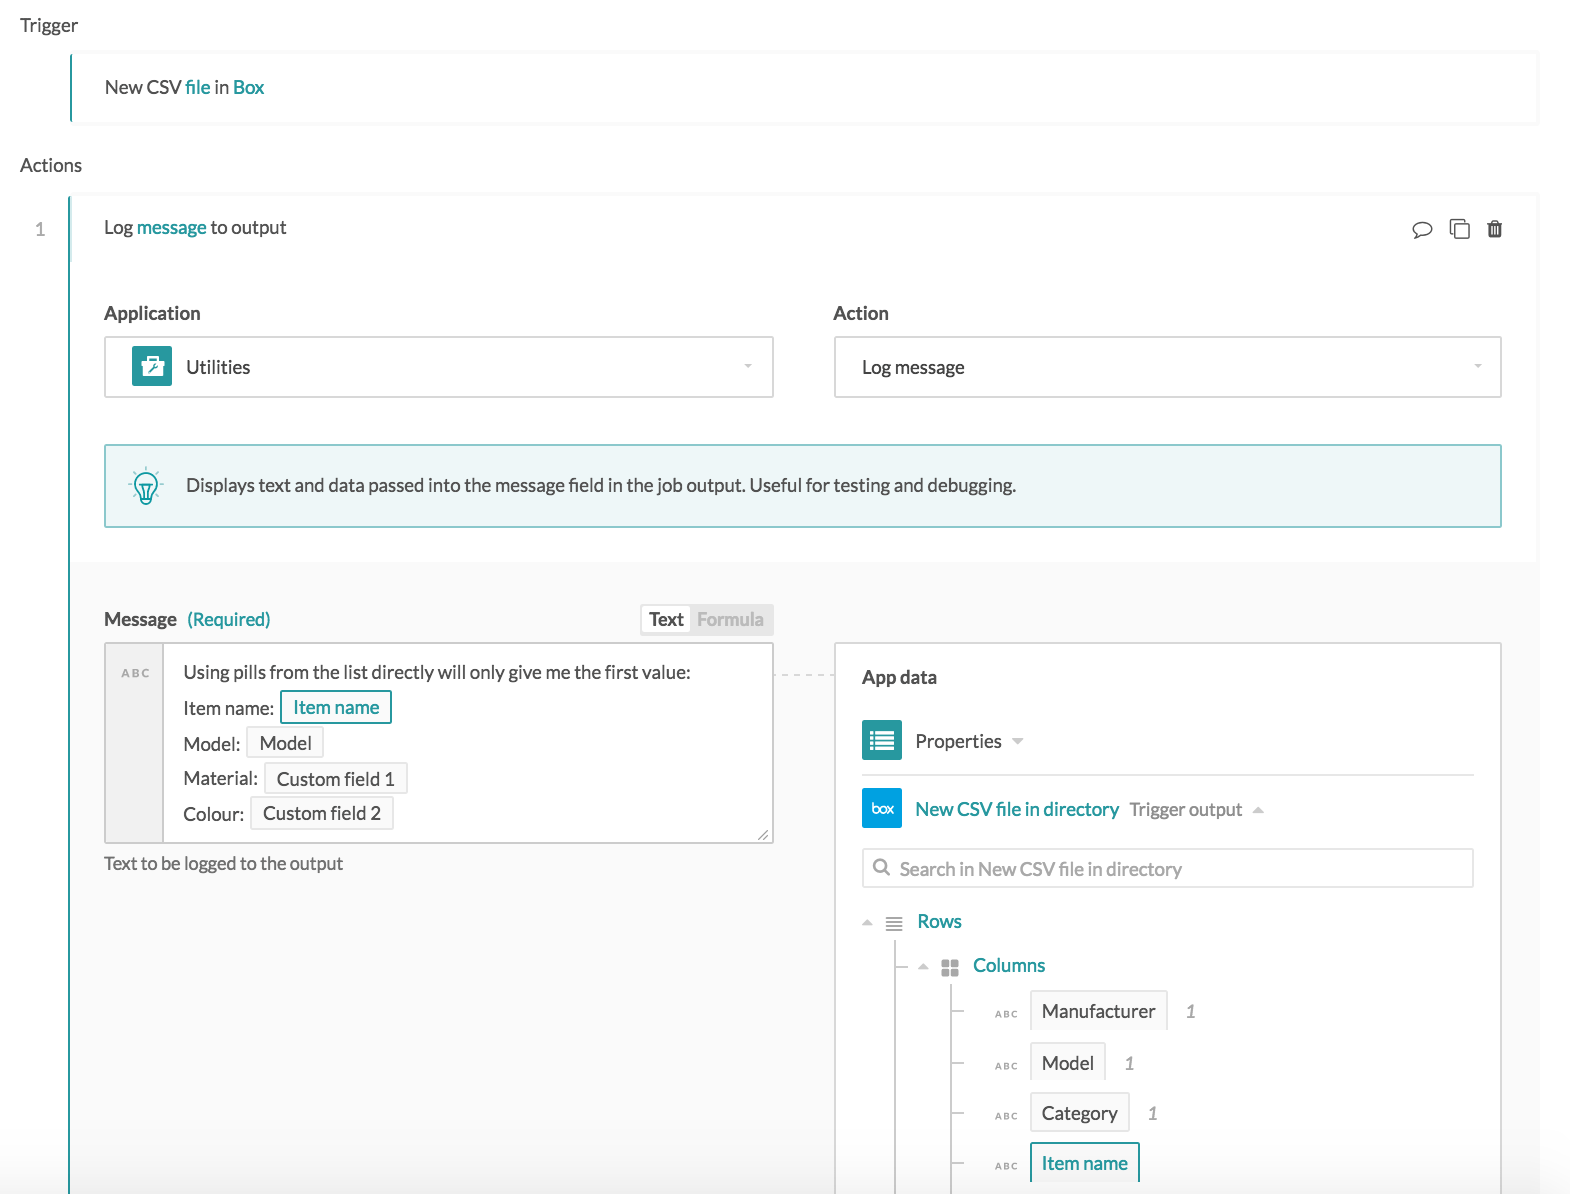 Trigger
New CSV file in Box
Actions
1
Log message to output
Application
Action
Utilities
Log message
Displays text and data passed into the message field in the job output. Useful for testing and debugging.
Message (Required)
Text Formula
ABC
Using pills from the list directly will only give me the first value:
Item name: Item name
Model: Model
Material: Custom field 1
Colour: Custom field 2
Text to be logged to the output
App data
Properties
box New CSV file in directory Trigger output
Search in New CSV file in directory
Rows
Columns
ABC Manufacturer 1
ABC Model 1
ABC Category 1
ABC Item name